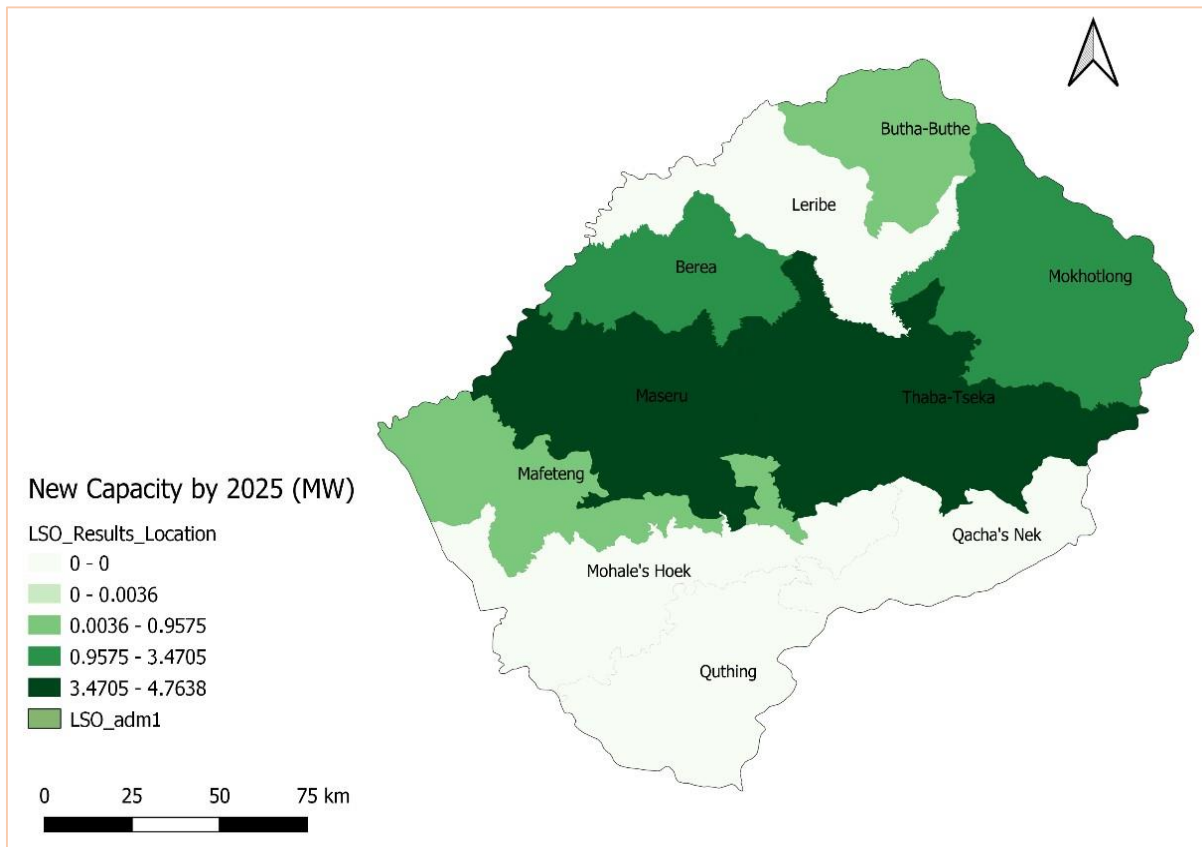 Butha-Buthe
Leribe
Berea
Mokhotlong
Maseru
Thaba-Tseka
Mafeteng
Qacha's Nek
Mohale's Hoek
Quthing
New Capacity by 2025 (MW)
LSO_Results_Location
0 - 0
0 - 0.0036
0.0036 - 0.9575
0.9575 - 3.4705
3.4705 - 4.7638
LSO_adm1
0 25 50 75 km